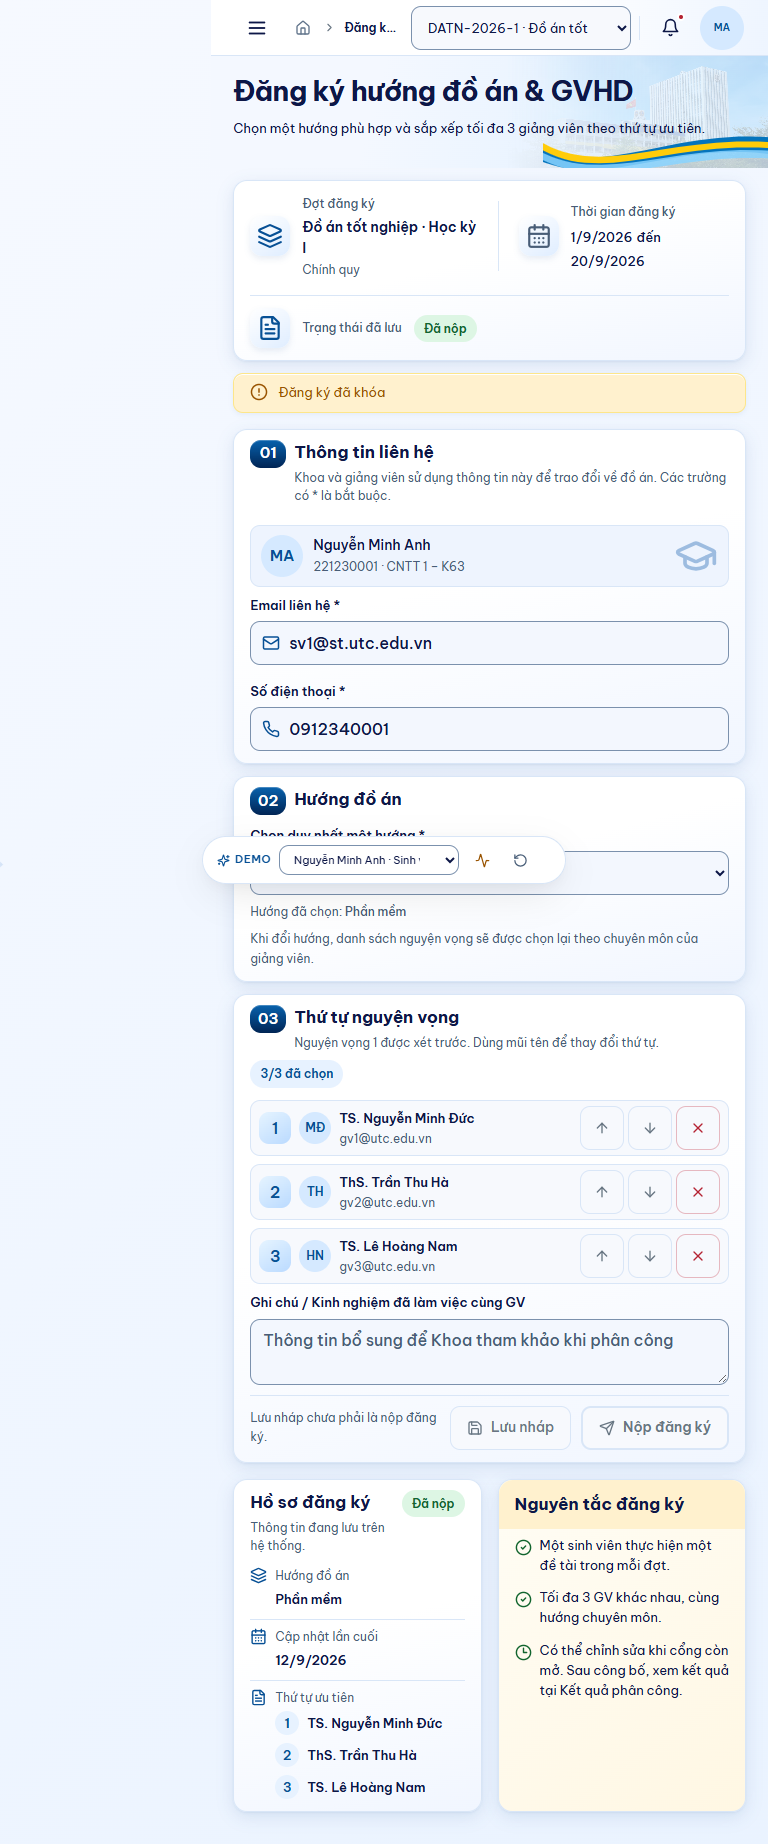 Đăng k...
DATN-2026-1 · Đồ án tốt
MA
Đăng ký hướng đồ án & GVHD
Chọn một hướng phù hợp và sắp xếp tối đa 3 giảng viên theo thứ tự ưu tiên.
Đợt đăng ký
Đồ án tốt nghiệp · Học kỳ
I
Chính quy
Thời gian đăng ký
1/9/2026 đến
20/9/2026
Trạng thái đã lưu
Đã nộp
Đăng ký đã khóa
01
Thông tin liên hệ
Khoa và giảng viên sử dụng thông tin này để trao đổi về đồ án. Các trường
có * là bắt buộc.
MA
Nguyễn Minh Anh
221230001 · CNTT 1 – K63
Email liên hệ *
sv1@st.utc.edu.vn
Số điện thoại *
0912340001
02
Hướng đồ án
Chọn duy nhất một hướng *
DEMO
Nguyễn Minh Anh · Sinh
Hướng đã chọn: Phần mềm
Khi đổi hướng, danh sách nguyện vọng sẽ được chọn lại theo chuyên môn của
giảng viên.
03
Thứ tự nguyện vọng
Nguyện vọng 1 được xét trước. Dùng mũi tên để thay đổi thứ tự.
3/3 đã chọn
1
MĐ
TS. Nguyễn Minh Đức
gv1@utc.edu.vn
2
TH
ThS. Trần Thu Hà
gv2@utc.edu.vn
3
HN
TS. Lê Hoàng Nam
gv3@utc.edu.vn
Ghi chú / Kinh nghiệm đã làm việc cùng GV
Thông tin bổ sung để Khoa tham khảo khi phân công
Lưu nháp chưa phải là nộp đăng
ký.
Lưu nháp
Nộp đăng ký
Hồ sơ đăng ký
Đã nộp
Thông tin đang lưu trên
hệ thống.
Hướng đồ án
Phần mềm
Cập nhật lần cuối
12/9/2026
Thứ tự ưu tiên
1
TS. Nguyễn Minh Đức
2
ThS. Trần Thu Hà
3
TS. Lê Hoàng Nam
Nguyên tắc đăng ký
Một sinh viên thực hiện một
đề tài trong mỗi đợt.
Tối đa 3 GV khác nhau, cùng
hướng chuyên môn.
Có thể chỉnh sửa khi cổng còn
mở. Sau công bố, xem kết quả
tại Kết quả phân công.